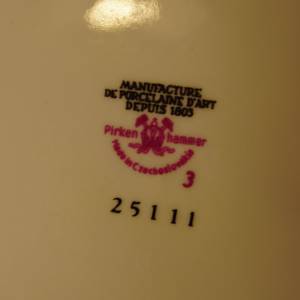 MANUFACTURE
DE PORCELAINE D'ART
DEPUIS 1803
Pirken hammer
Made in Czechoslovakia
3
25111